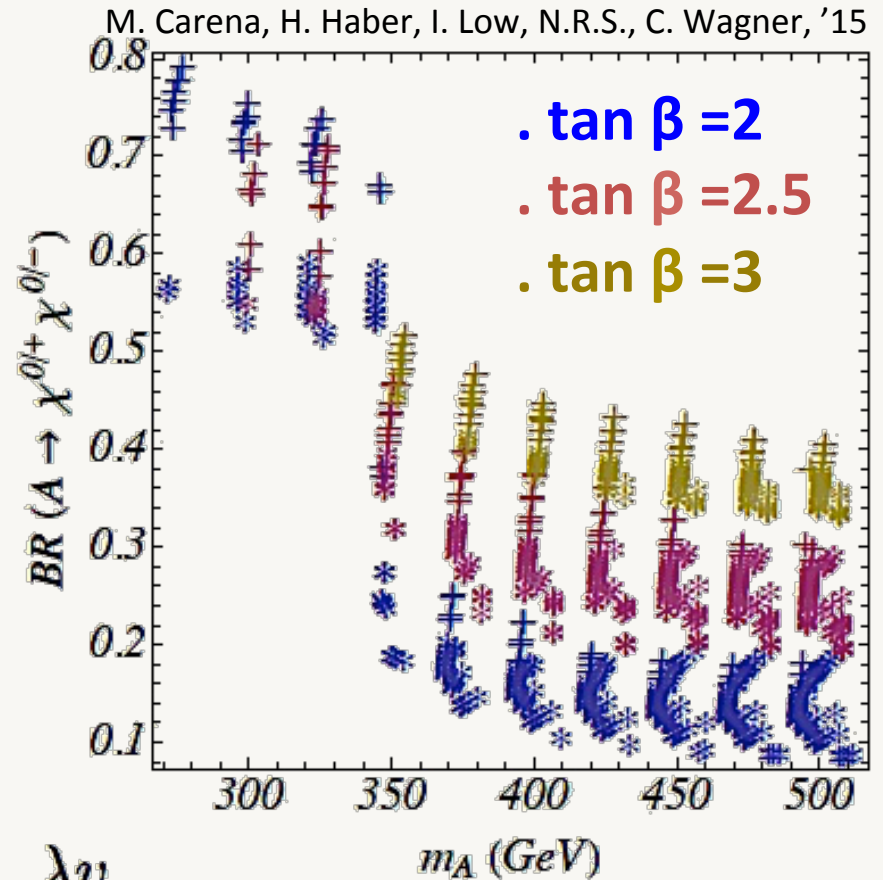 M. Carena, H. Haber, I. Low, N.R.S., C. Wagner, ’15
. tan β =2
. tan β =2.5
. tan β =3
BR (A → χ^{0/+} χ^{0/−})
0.8
0.7
0.6
0.5
0.4
0.3
0.2
0.1
300 350 400 450 500
m_A (GeV)
λv